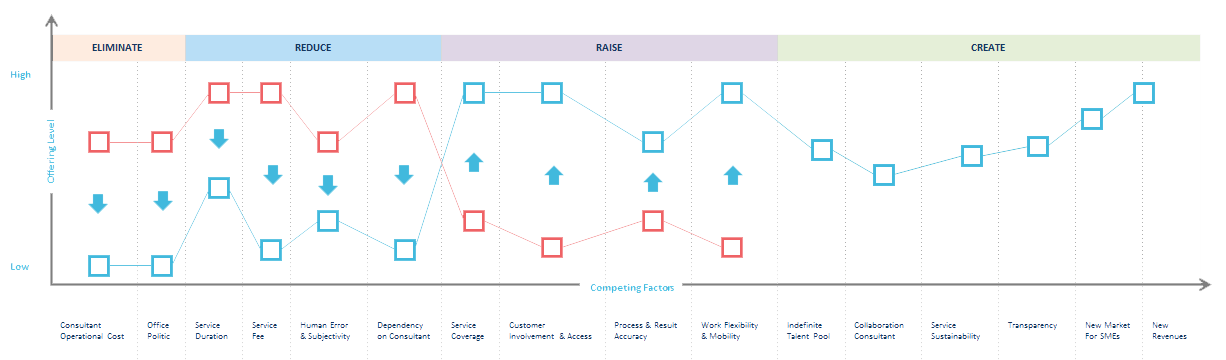 ELIMINATE
REDUCE
RAISE
CREATE
High
Offering Level
Low
Competing Factors
Consultant
Operational Cost
Office
Politic
Service
Duration
Service
Fee
Human Error
& Subjectivity
Dependency
on Consultant
Service
Coverage
Customer
Involvement & Access
Process & Result
Accuracy
Work Flexibility
& Mobility
Indefinite
Talent Pool
Collaboration
Consultant
Service
Sustainability
Transparency
New Market
For SMEs
New
Revenues